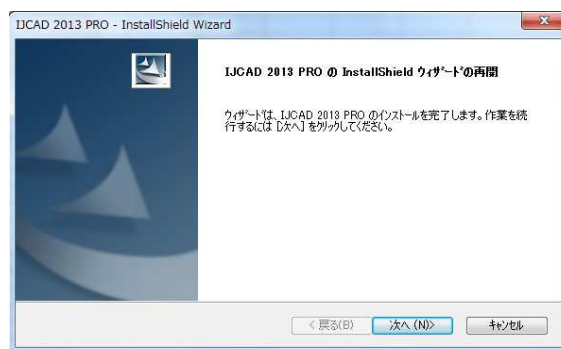 IJCAD 2013 PRO - InstallShield Wizard
IJCAD 2013 PRO の InstallShield ウィザードの再開
ウィザードは、IJCAD 2013 PRO のインストールを完了します。作業を続
行するには [次へ] をクリックしてください。
< 戻る(B)
次へ (N)>
キャンセル